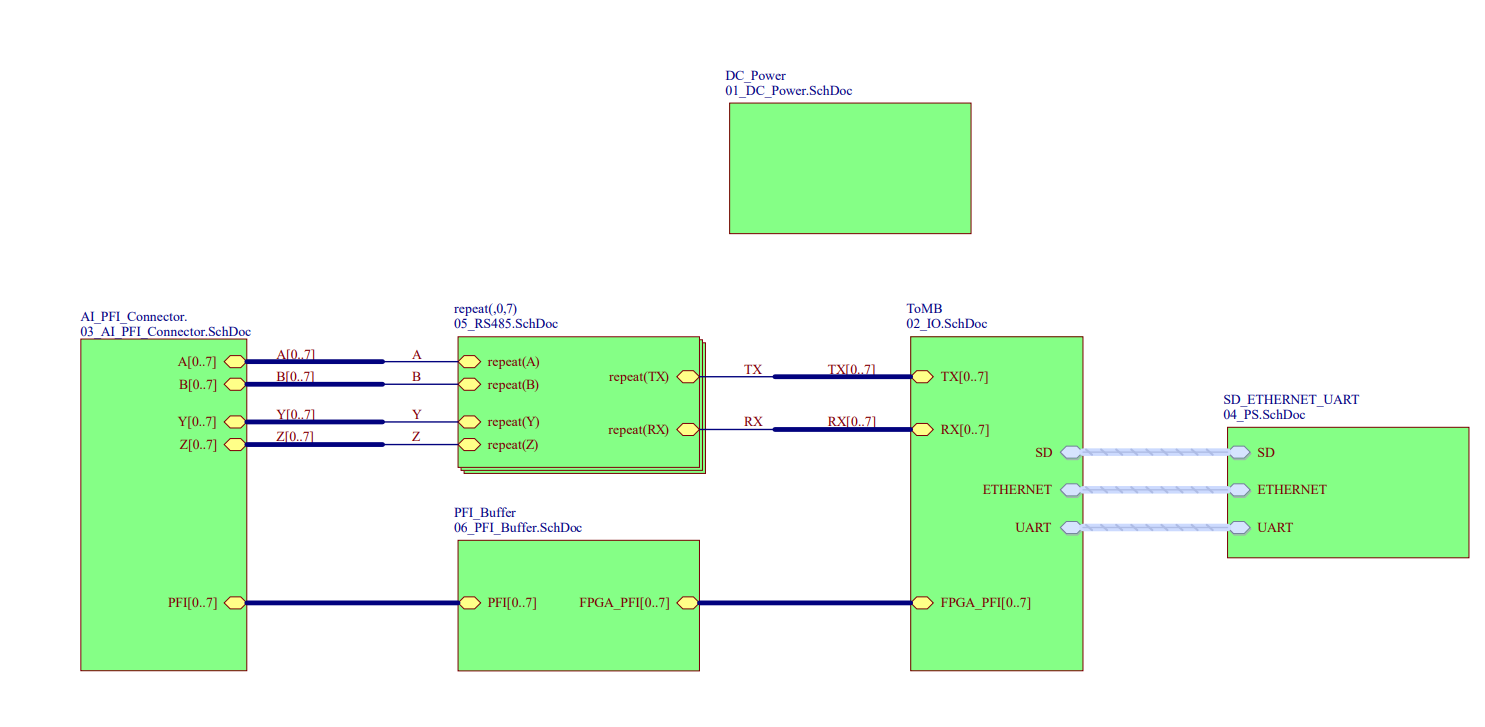 DC_Power
01_DC_Power.SchDoc
AI_PFI_Connector.
03_AI_PFI_Connector.SchDoc
A[0..7]
B[0..7]
Y[0..7]
Z[0..7]
PFI[0..7]
A[0..7]
A
B[0..7]
B
Y[0..7]
Y
Z[0..7]
Z
repeat(,0,7)
05_RS485.SchDoc
repeat(A)
repeat(B)
repeat(Y)
repeat(Z)
repeat(TX)
repeat(RX)
TX
TX[0..7]
RX
RX[0..7]
PFI_Buffer
06_PFI_Buffer.SchDoc
PFI[0..7]
FPGA_PFI[0..7]
ToMB
02_IO.SchDoc
TX[0..7]
RX[0..7]
SD
ETHERNET
UART
FPGA_PFI[0..7]
SD_ETHERNET_UART
04_PS.SchDoc
SD
ETHERNET
UART